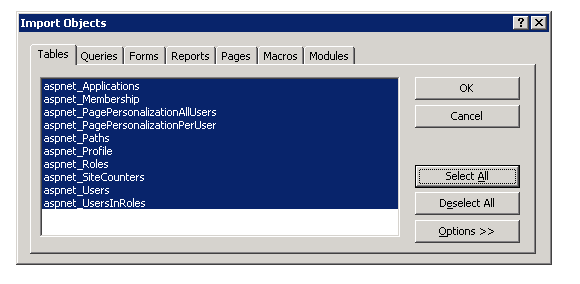 Import Objects
Tables Queries Forms Reports Pages Macros Modules
aspnet_Applications
aspnet_Membership
aspnet_PagePersonalizationAllUsers
aspnet_PagePersonalizationPerUser
aspnet_Paths
aspnet_Profile
aspnet_Roles
aspnet_SiteCounters
aspnet_Users
aspnet_UsersInRoles
OK
Cancel
Select All
Deselect All
Options >>